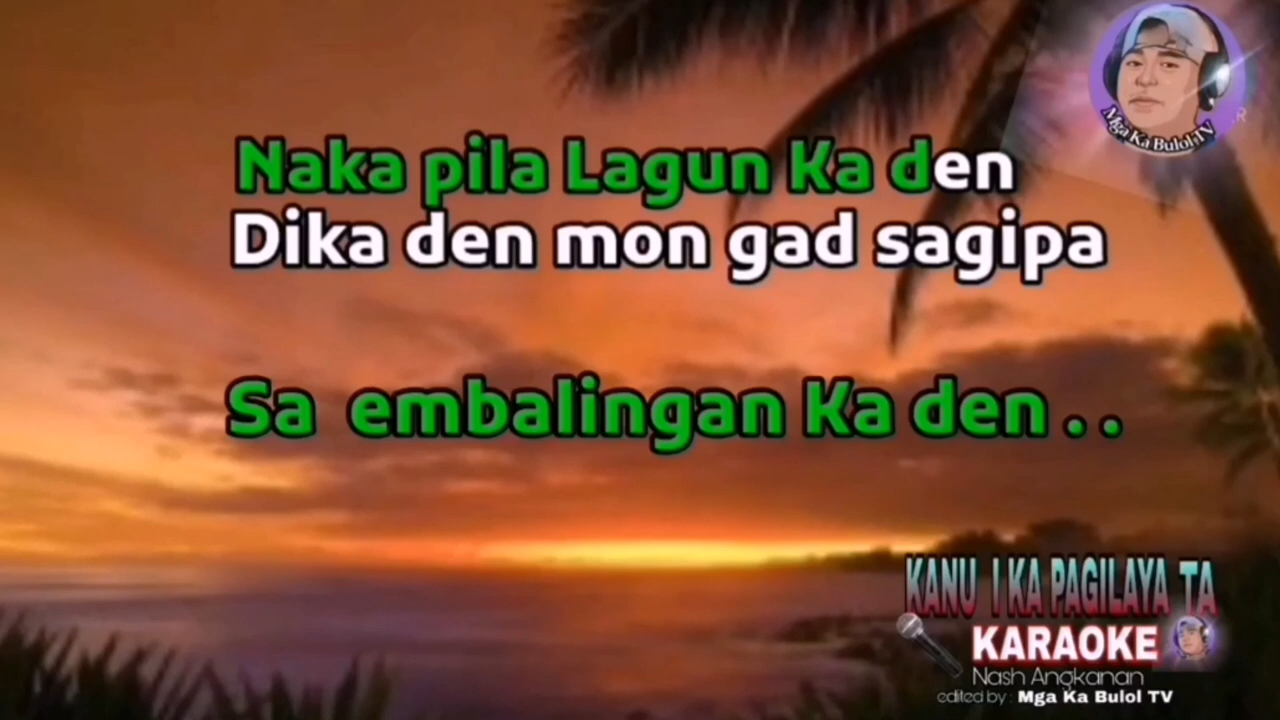 Naka pila Lagun Ka den
Dika den mon gad sagipa
Sa embalingan Ka den . .
Mga Ka Bulol TV
KANU I KA PAGILAYA TA
KARAOKE
Nash Angkanan
edited by : Mga Ka Bulol TV